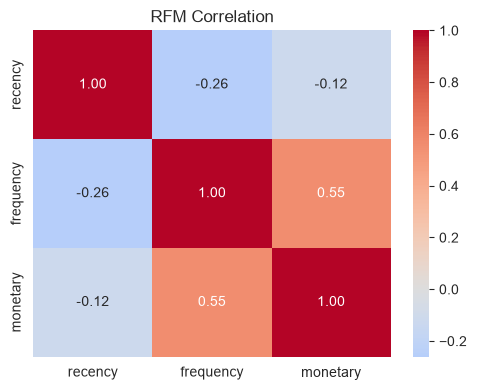 RFM Correlation
recency
frequency
monetary
1.00
-0.26
-0.12
-0.26
1.00
0.55
-0.12
0.55
1.00
recency
frequency
monetary
1.0
0.8
0.6
0.4
0.2
0.0
−0.2